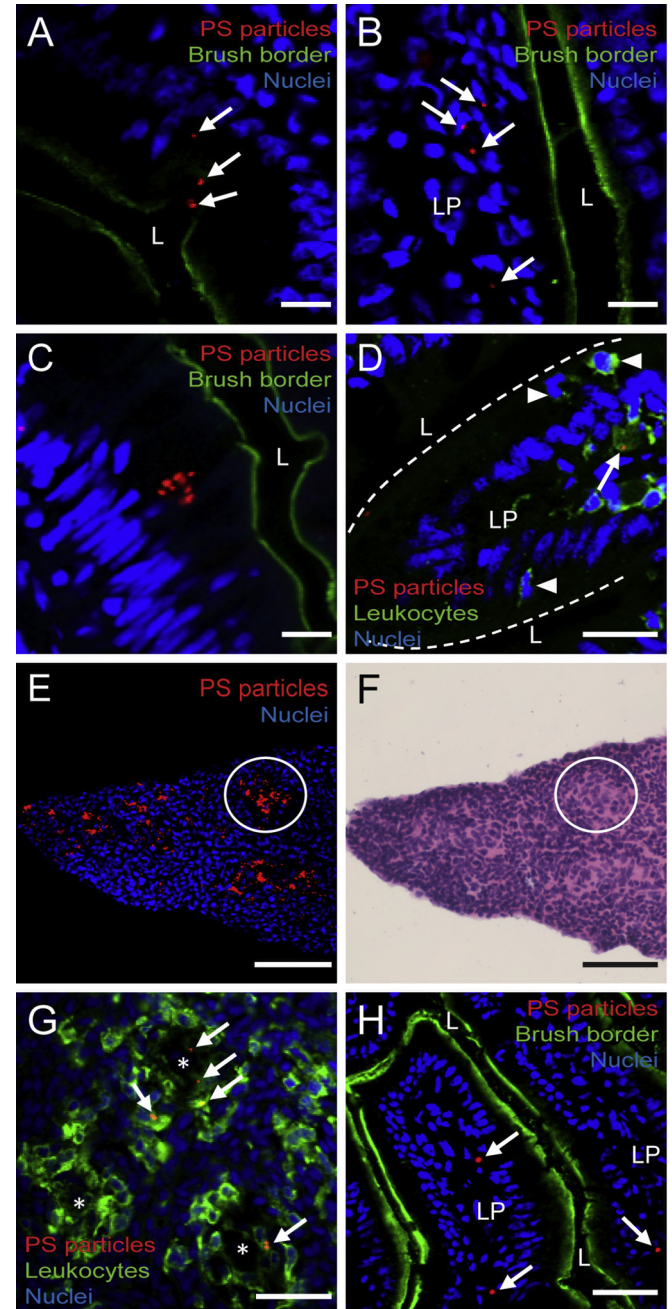 A
PS particles
Brush border
Nuclei
L
B
PS particles
Brush border
Nuclei
LP
L
C
PS particles
Brush border
Nuclei
L
D
L
LP
L
PS particles
Leukocytes
Nuclei
E
PS particles
Nuclei
F
G
*
*
*
PS particles
Leukocytes
Nuclei
H
PS particles
Brush border
Nuclei
L
LP
LP
L